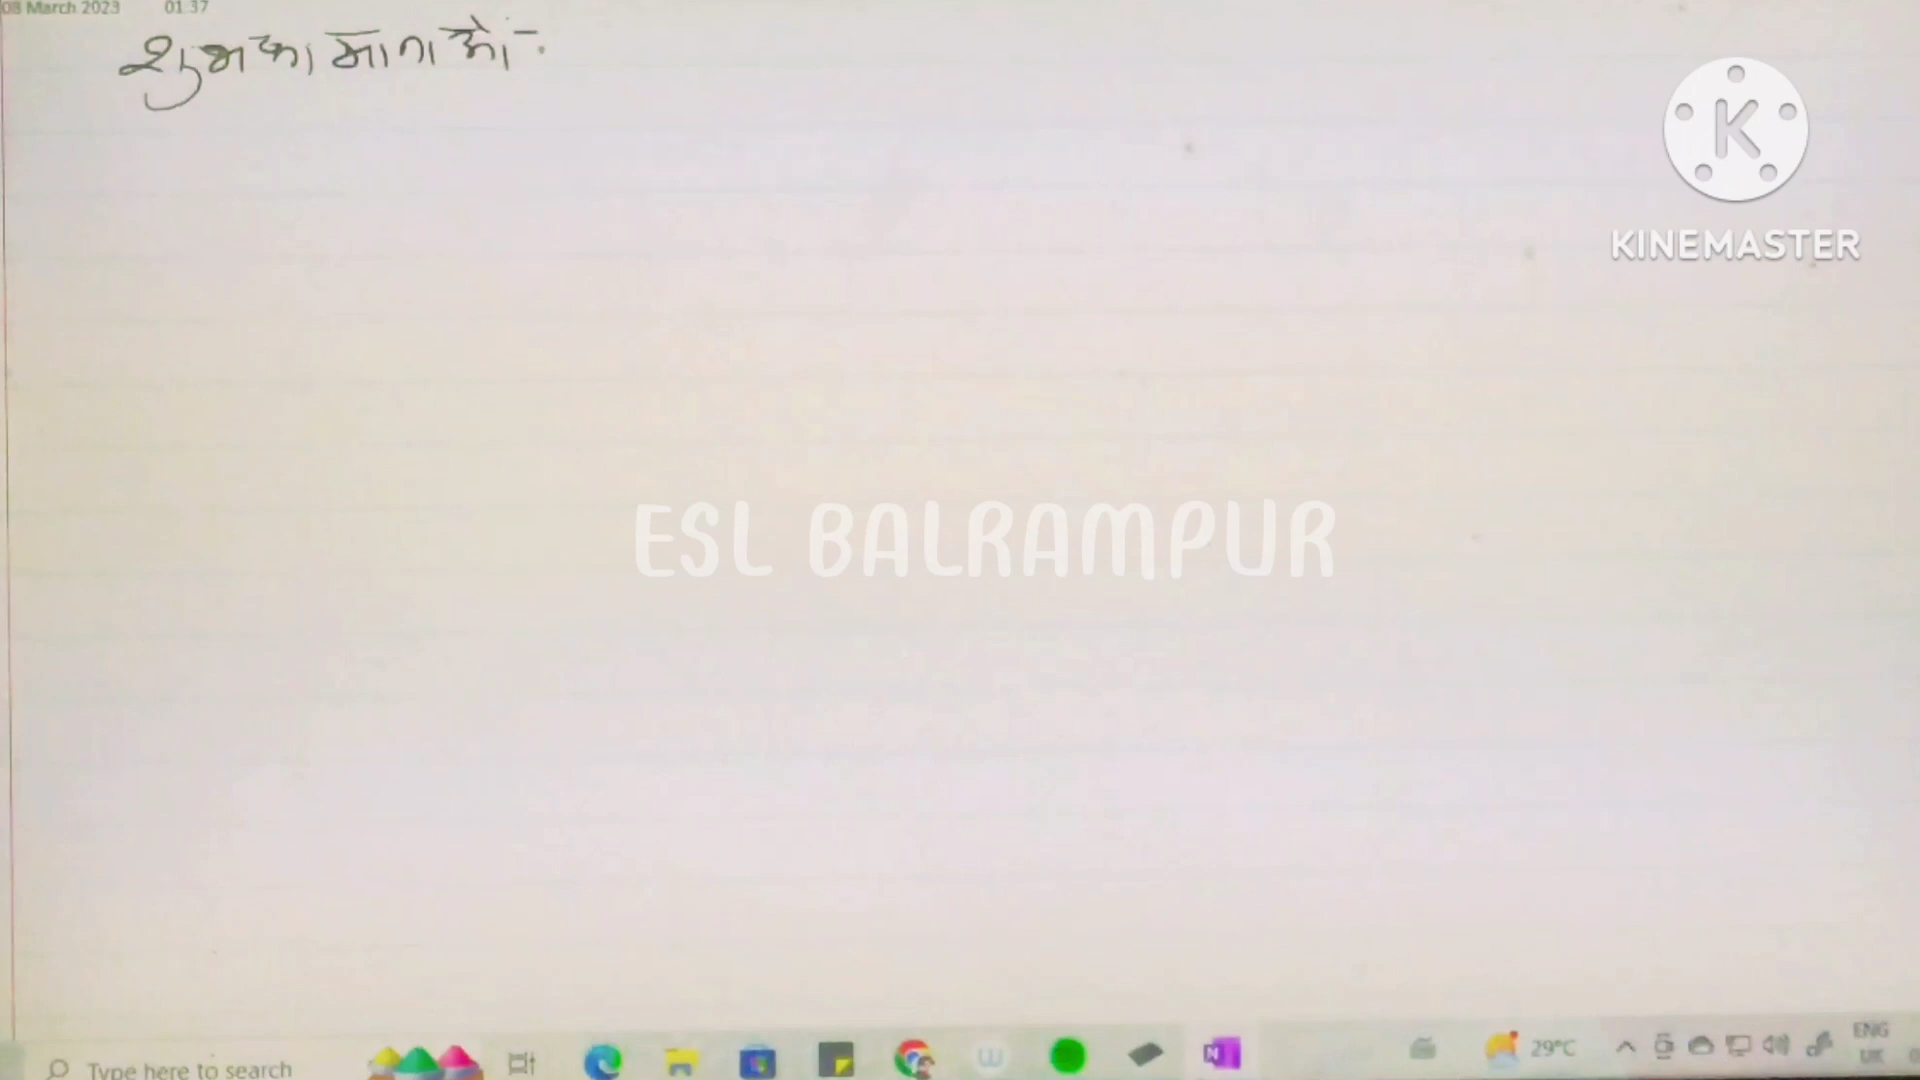 08 March 2023 01:37
KINEMASTER
ESL BALRAMPUR
Type here to search
29°C
ENG
UK